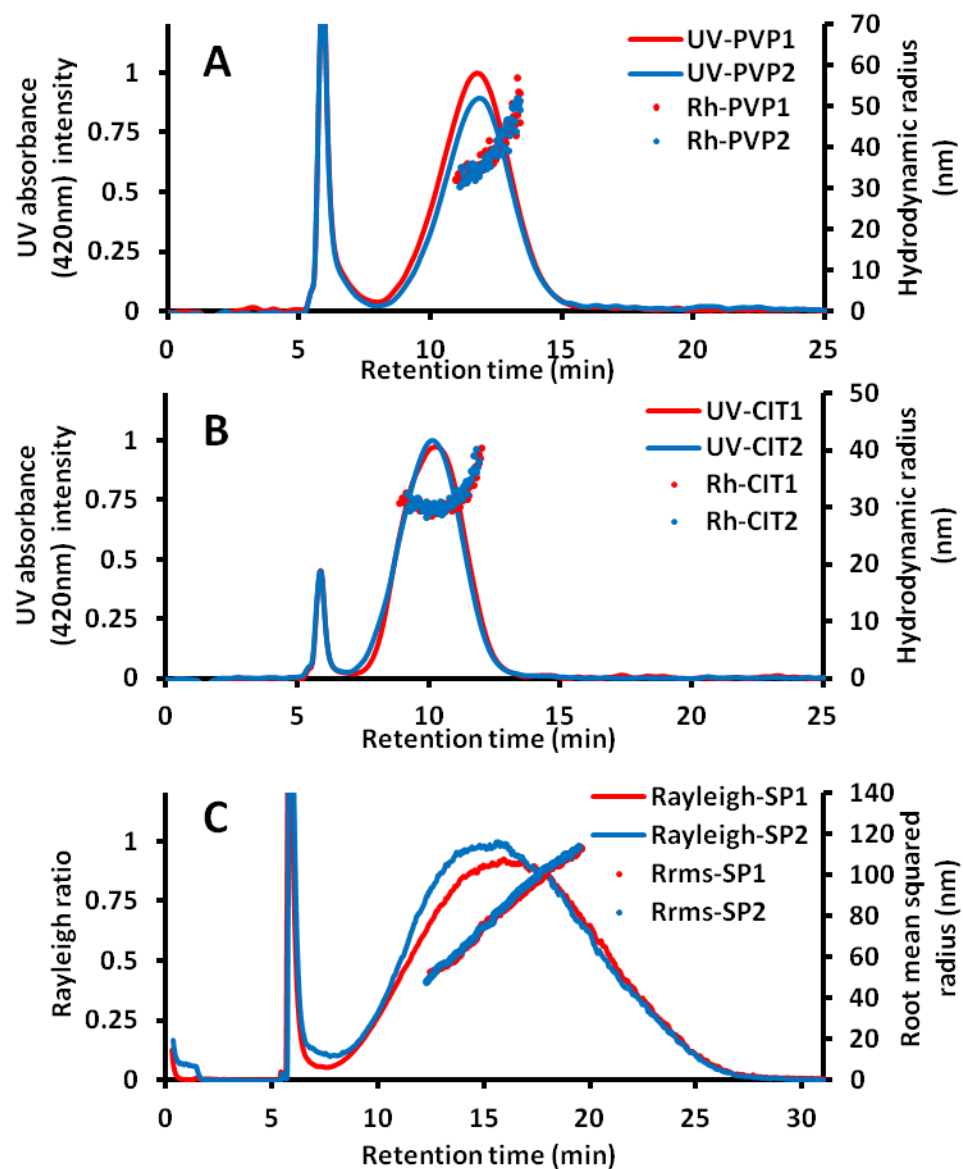 A
UV-PVP1
UV-PVP2
Rh-PVP1
Rh-PVP2
UV absorbance
(420nm) intensity
1
0.75
0.5
0.25
0
70
60
50
40
30
20
10
0
Hydrodynamic radius
(nm)
0 5 10 15 20 25
Retention time (min)
B
UV-CIT1
UV-CIT2
Rh-CIT1
Rh-CIT2
UV absorbance
(420nm) intensity
1
0.75
0.5
0.25
0
50
40
30
20
10
0
Hydrodynamic radius
(nm)
0 5 10 15 20 25
Retention time (min)
C
Rayleigh-SP1
Rayleigh-SP2
Rrms-SP1
Rrms-SP2
Rayleigh ratio
1
0.75
0.5
0.25
0
140
120
100
80
60
40
20
0
Root mean squared
radius (nm)
0 5 10 15 20 25 30
Retention time (min)